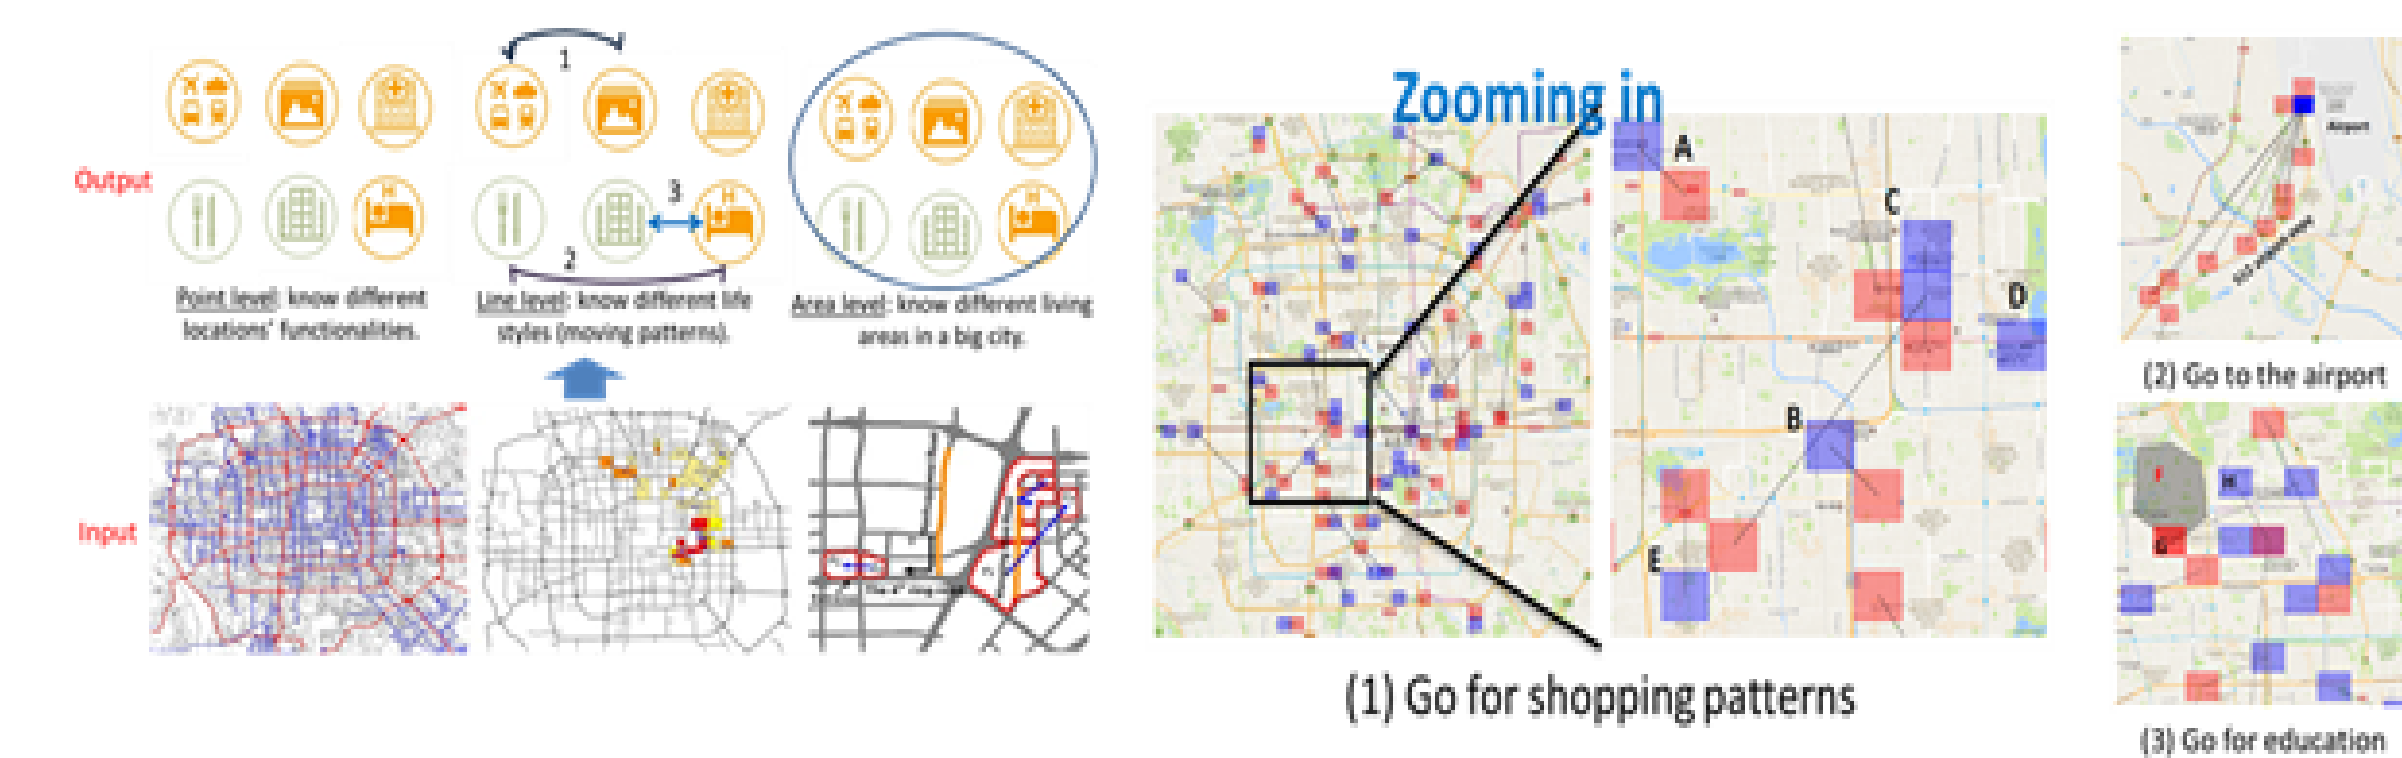 1
Output
3
2
Point level: know different
locations' functionalities.
Line level: know different life
styles (moving patterns).
Area level: know different living
areas in a big city.
Input
Zooming in
A
C
D
B
E
(1) Go for shopping patterns
Airport
(2) Go to the airport
F
H
G
(3) Go for education